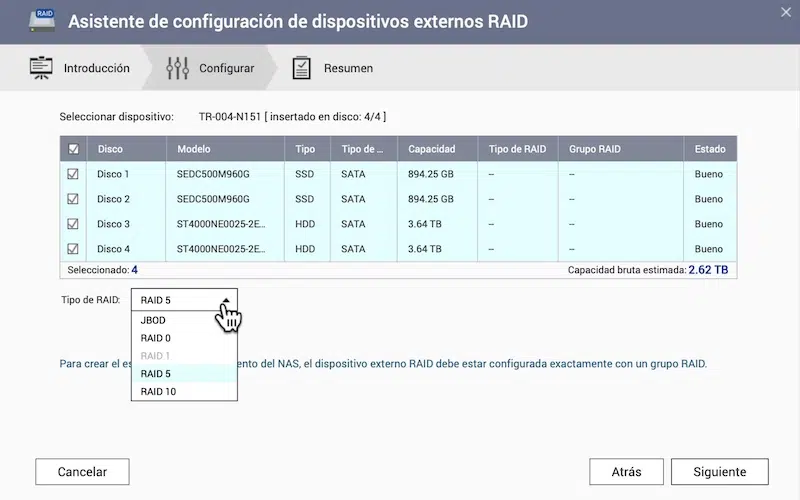 RAID
Asistente de configuración de dispositivos externos RAID
Introducción
Configurar
Resumen
Seleccionar dispositivo: TR-004-N151 [ insertado en disco: 4/4 ]
Disco Modelo Tipo Tipo de ... Capacidad Tipo de RAID Grupo RAID Estado
Disco 1 SEDC500M960G SSD SATA 894.25 GB -- -- Bueno
Disco 2 SEDC500M960G SSD SATA 894.25 GB -- -- Bueno
Disco 3 ST4000NE0025-2E... HDD SATA 3.64 TB -- -- Bueno
Disco 4 ST4000NE0025-2E... HDD SATA 3.64 TB -- -- Bueno
Seleccionado: 4 Capacidad bruta estimada: 2.62 TB
Tipo de RAID: RAID 5
JBOD
RAID 0
RAID 1
RAID 5
RAID 10
Para crear el es ento del NAS, el dispositivo externo RAID debe estar configurada exactamente con un grupo RAID.
Cancelar Atrás Siguiente